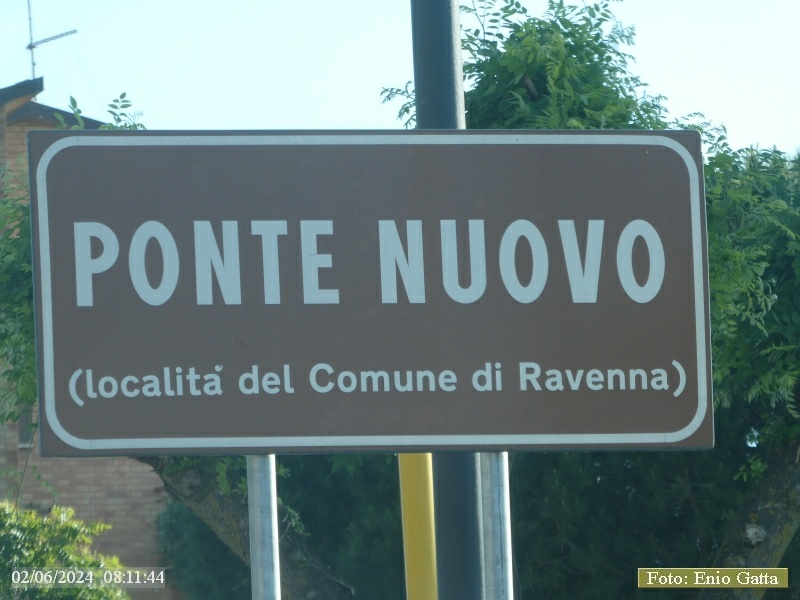 PONTE NUOVO
(località del Comune di Ravenna)
02/06/2024 08:11:44
Foto: Enio Gatta